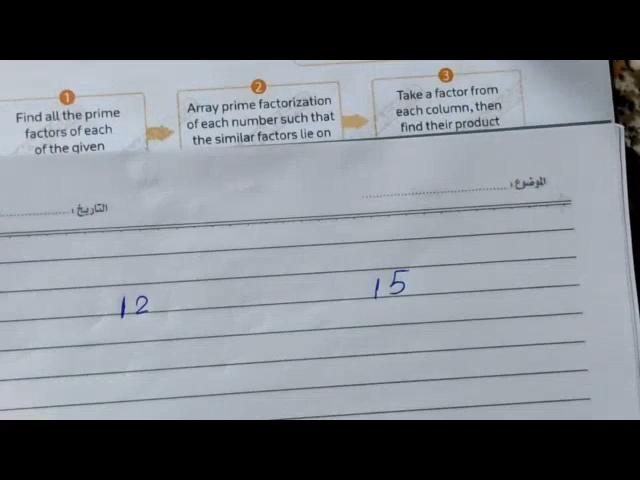 1
Find all the prime
factors of each
of the given
2
Array prime factorization
of each number such that
the similar factors lie on
3
Take a factor from
each column, then
find their product
الموضوع: ........................................
التاريخ: ....................
12
15